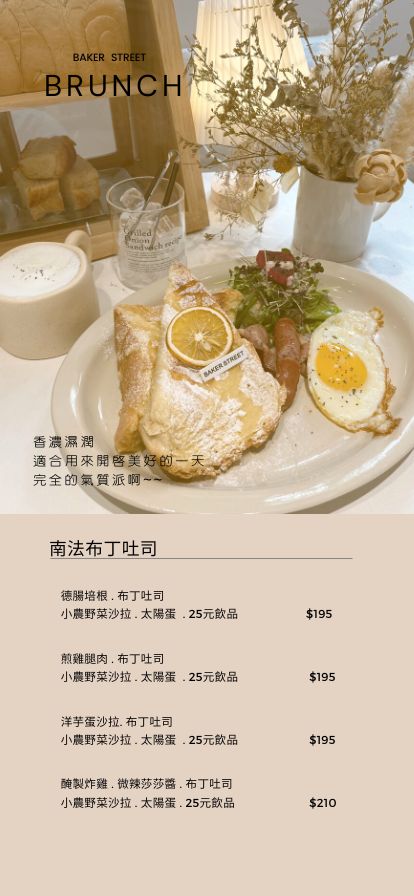 BAKER STREET
BRUNCH
Grilled
Onion
Sandwich recipe
BAKER STREET
香濃濕潤
適合用來開啓美好的一天
完全的氣質派啊~~
南法布丁吐司
德腸培根 . 布丁吐司
小農野菜沙拉 . 太陽蛋 . 25元飲品 $195
煎雞腿肉 . 布丁吐司
小農野菜沙拉 . 太陽蛋 . 25元飲品 $195
洋芋蛋沙拉. 布丁吐司
小農野菜沙拉 . 太陽蛋 . 25元飲品 $195
醃製炸雞 . 微辣莎莎醬 . 布丁吐司
小農野菜沙拉 . 太陽蛋 . 25元飲品 $210